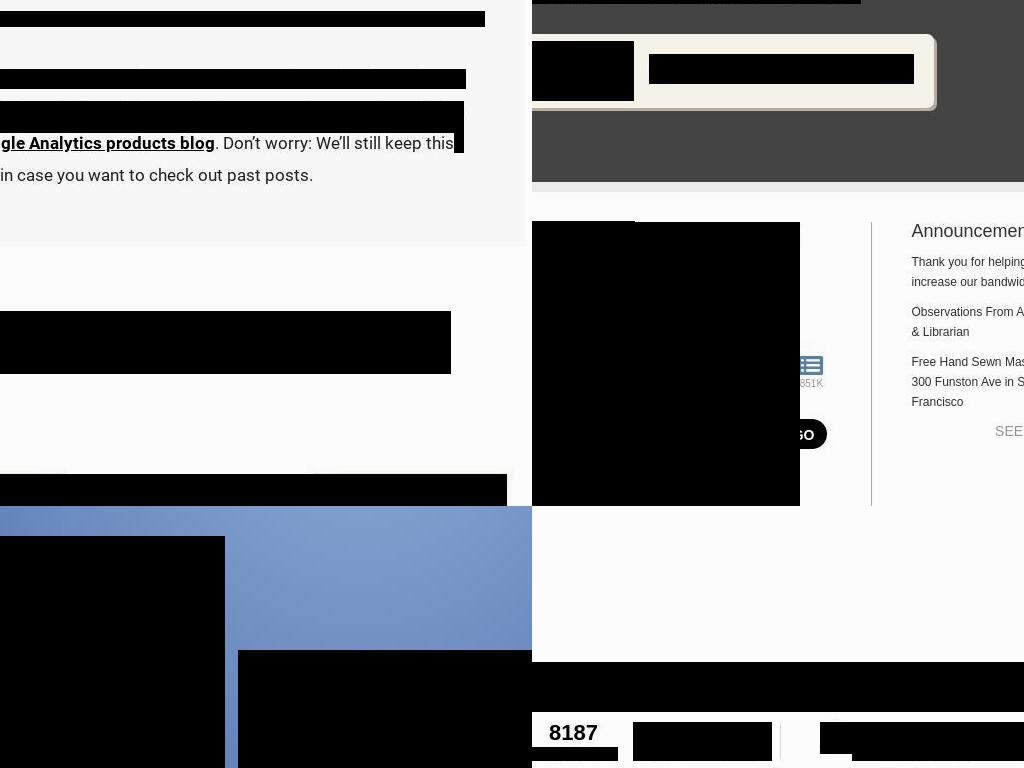 gle Analytics products blog. Don’t worry: We’ll still keep this
in case you want to check out past posts.
Announcemen
Thank you for helping
increase our bandwid
Observations From A
& Librarian
Free Hand Sewn Mas
300 Funston Ave in S
Francisco
SEE
851K
GO
8187